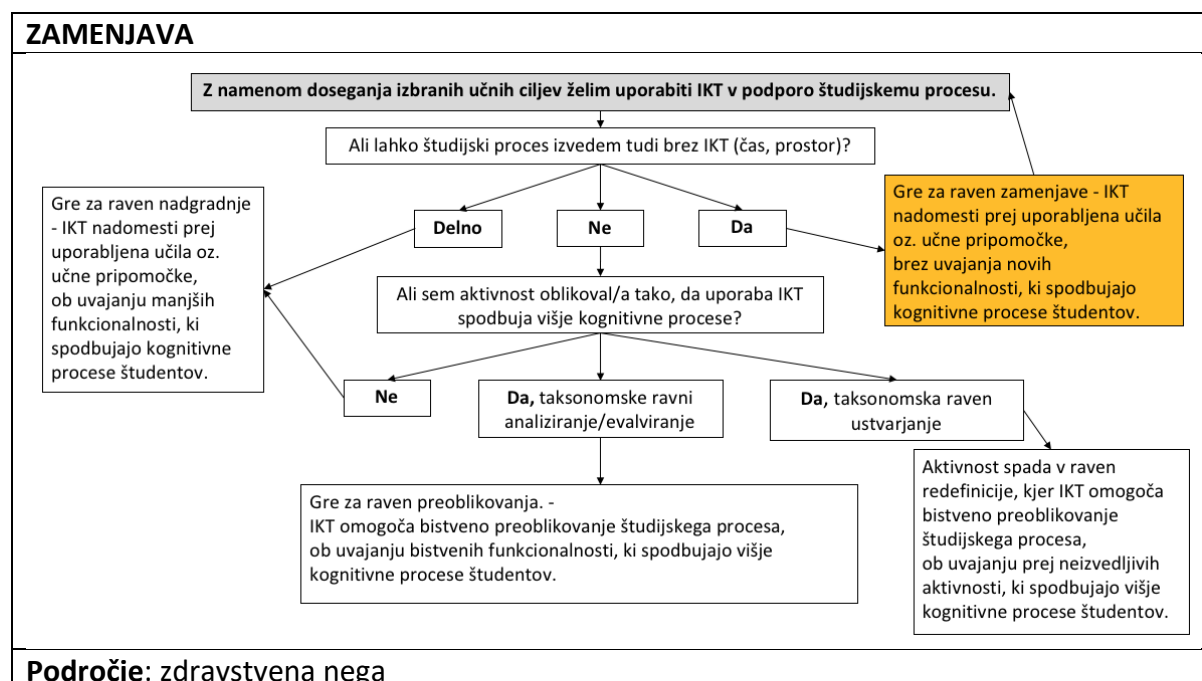 ZAMENJAVA
Z namenom doseganja izbranih učnih ciljev želim uporabiti IKT v podporo študijskemu procesu.
Ali lahko študijski proces izvedem tudi brez IKT (čas, prostor)?
Gre za raven nadgradnje
- IKT nadomesti prej
uporabljena učila oz.
učne pripomočke,
ob uvajanju manjših
funkcionalnosti, ki
spodbujajo kognitivne
procese študentov.
Delno
Ne
Da
Gre za raven zamenjave - IKT
nadomesti prej uporabljena učila
oz. učne pripomočke,
brez uvajanja novih
funkcionalnosti, ki spodbujajo
kognitivne procese študentov.
Ali sem aktivnost oblikoval/a tako, da uporaba IKT
spodbuja višje kognitivne procese?
Ne
Da, taksonomske ravni
analiziranje/evalviranje
Da, taksonomska raven
ustvarjanje
Gre za raven preoblikovanja. -
IKT omogoča bistveno preoblikovanje študijskega procesa,
ob uvajanju bistvenih funkcionalnosti, ki spodbujajo višje
kognitivne procese študentov.
Aktivnost spada v raven
redefinicije, kjer IKT omogoča
bistveno preoblikovanje
študijskega procesa,
ob uvajanju prej neizvedljivih
aktivnosti, ki spodbujajo višje
kognitivne procese študentov.
Področje: zdravstvena nega